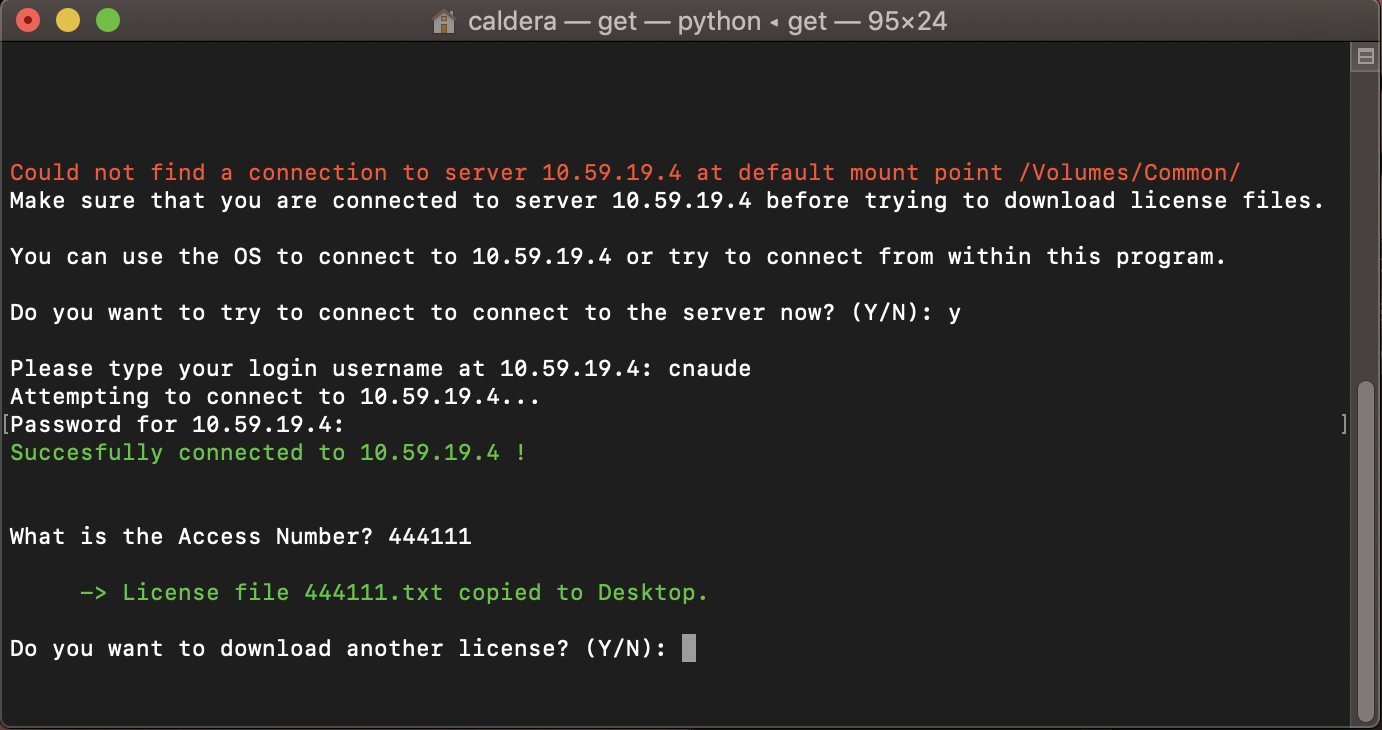 caldera — get — python ◂ get — 95×24
Could not find a connection to server 10.59.19.4 at default mount point /Volumes/Common/
Make sure that you are connected to server 10.59.19.4 before trying to download license files.
You can use the OS to connect to 10.59.19.4 or try to connect from within this program.
Do you want to try to connect to connect to the server now? (Y/N): y
Please type your login username at 10.59.19.4: cnaude
Attempting to connect to 10.59.19.4...
[Password for 10.59.19.4: ]
Succesfully connected to 10.59.19.4 !
What is the Access Number? 444111
—> License file 444111.txt copied to Desktop.
Do you want to download another license? (Y/N):